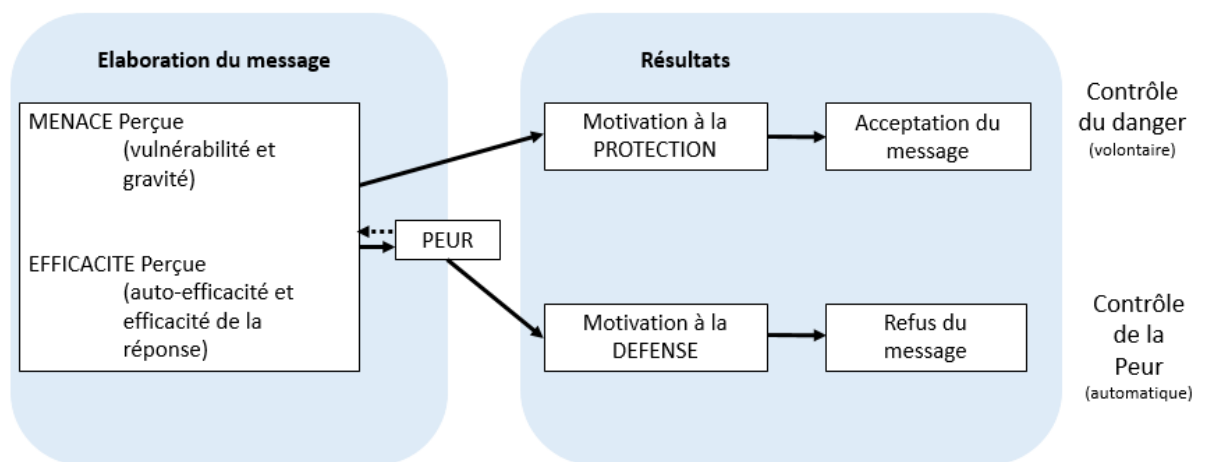 Elaboration du message
MENACE Perçue
(vulnérabilité et
gravité)
EFFICACITE Perçue
(auto-efficacité et
efficacité de la
réponse)
PEUR
Résultats
Motivation à la
PROTECTION
Acceptation du
message
Motivation à la
DEFENSE
Refus du
message
Contrôle
du danger
(volontaire)
Contrôle
de la
Peur
(automatique)